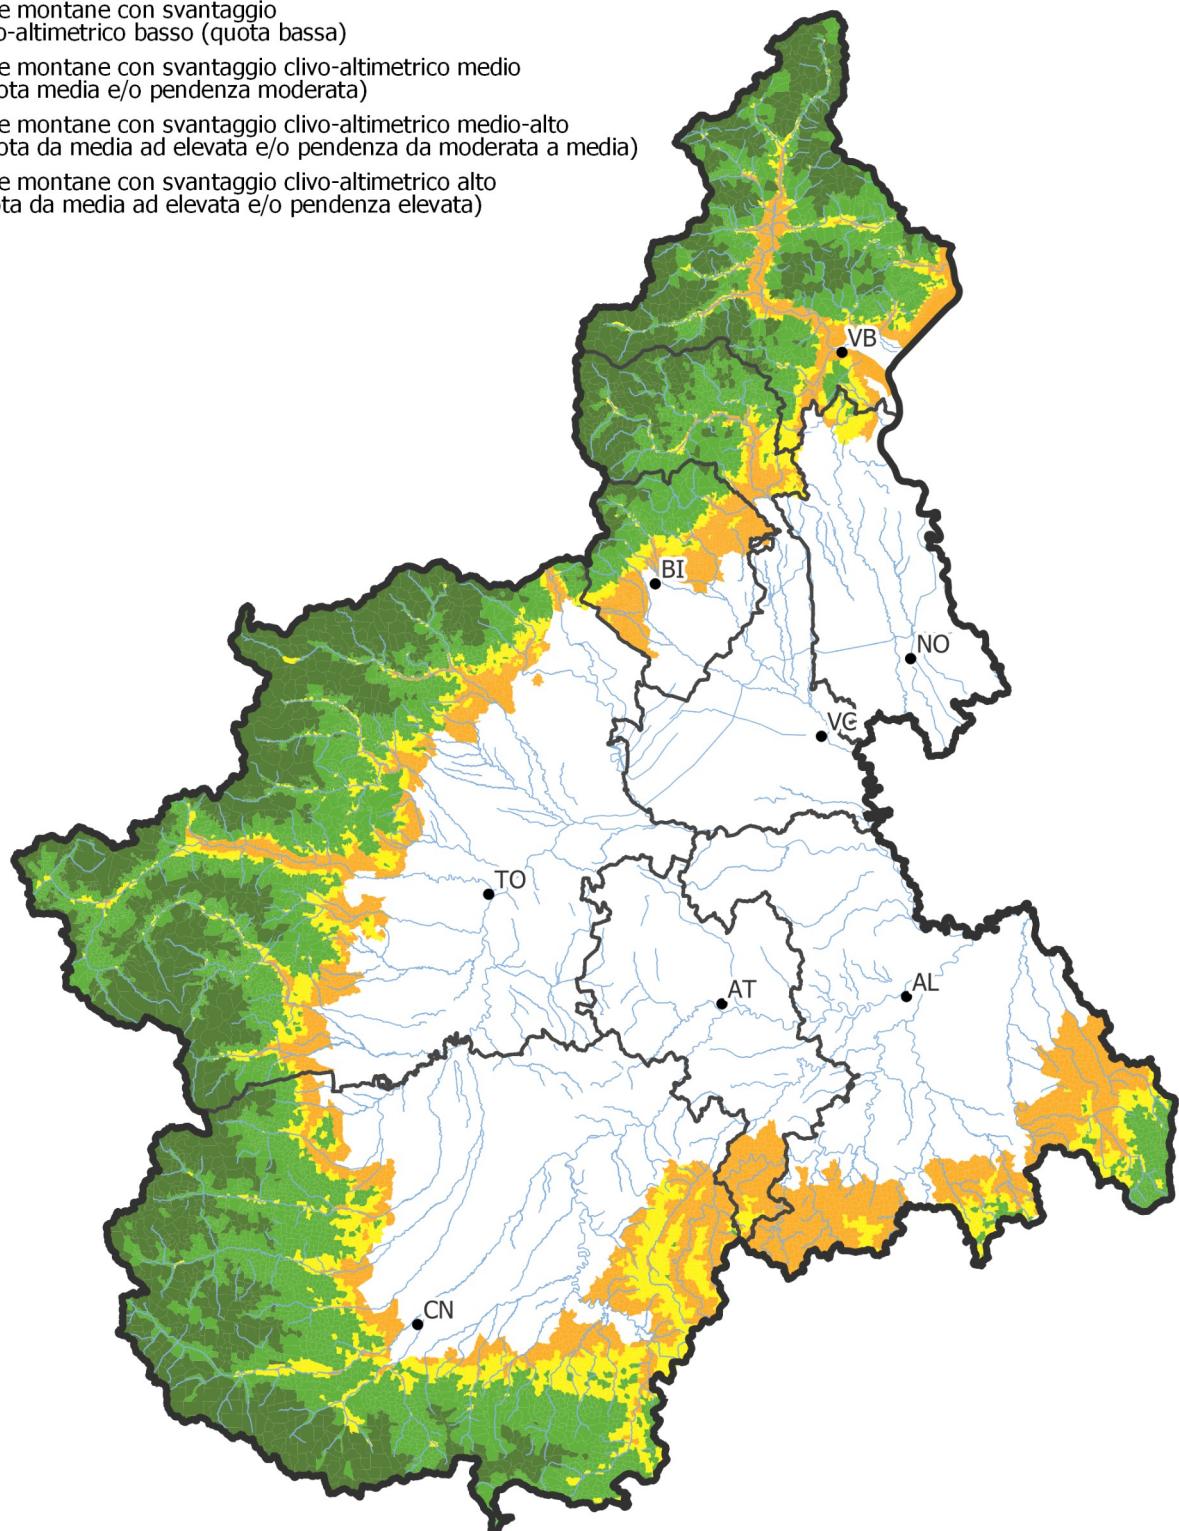 e montane con svantaggio
o-altimetrico basso (quota bassa)
e montane con svantaggio clivo-altimetrico medio
ota media e/o pendenza moderata)
e montane con svantaggio clivo-altimetrico medio-alto
ota da media ad elevata e/o pendenza da moderata a media)
e montane con svantaggio clivo-altimetrico alto
ota da media ad elevata e/o pendenza elevata)
VB
BI
NO
VC
TO
AT
AL
CN